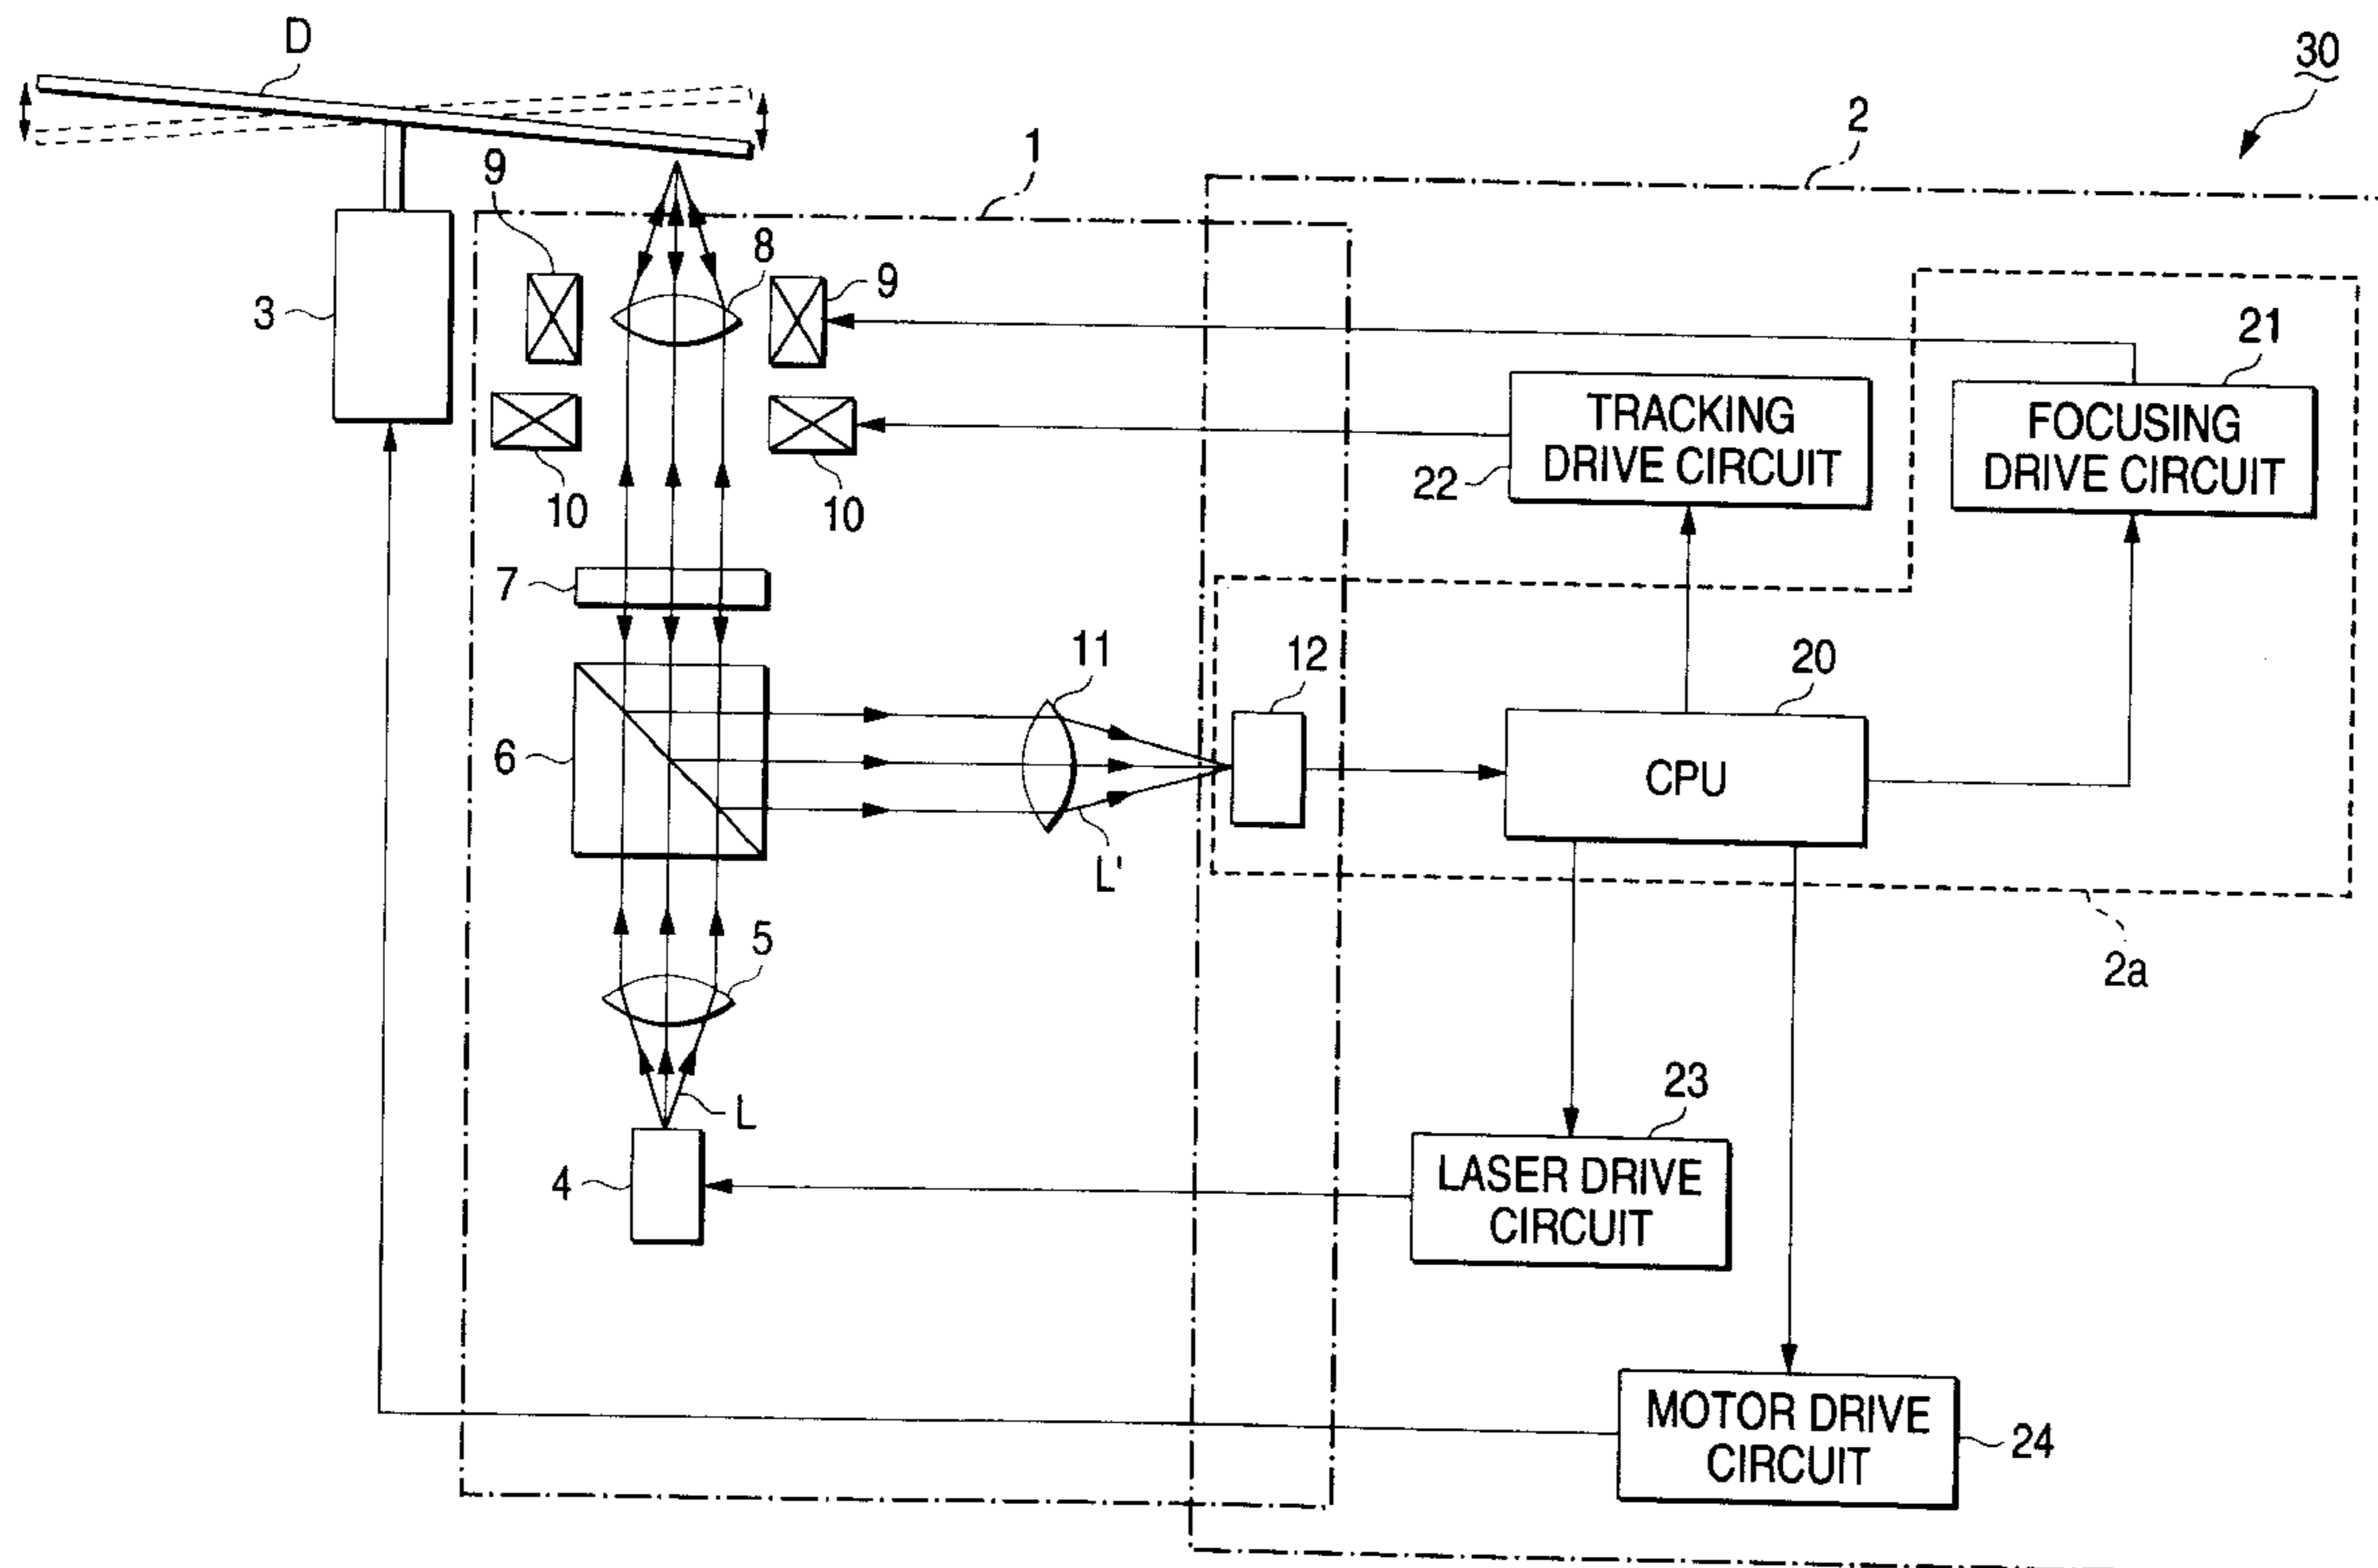 D
30
2
1
9
8
9
3
21
TRACKING
DRIVE CIRCUIT
FOCUSING
DRIVE CIRCUIT
22
10
10
7
11
12
20
6
CPU
L'
5
2a
23
L
4
LASER DRIVE
CIRCUIT
MOTOR DRIVE
CIRCUIT
24